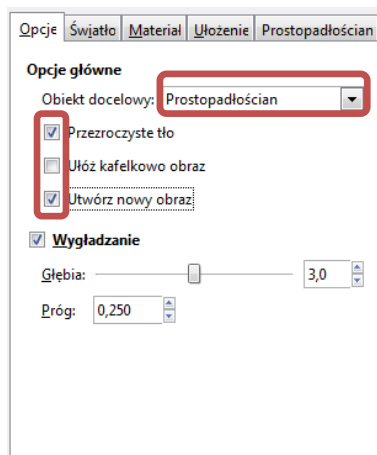 Opcje Światło Materiał Ułożenie Prostopadłościan
Opcje główne
Obiekt docelowy: Prostopadłościan
Przezroczyste tło
Ułóż kafelkowo obraz
Utwórz nowy obraz
Wygładzanie
Głębia: 3,0
Próg: 0,250